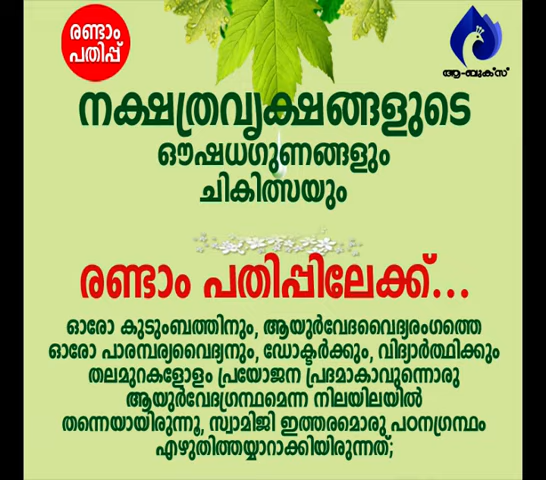 രണ്ടാം
പതിപ്പ്
ആ-ബുക്സ്
നക്ഷത്രവൃക്ഷങ്ങളുടെ
ഔഷധഗുണങ്ങളും
ചികിത്സയും
രണ്ടാം പതിപ്പിലേക്ക്...
ഓരോ കുടുംബത്തിനും, ആയുർവേദവൈദ്യരംഗത്തെ
ഓരോ പാരമ്പര്യവൈദ്യനും, ഡോക്ടർക്കും, വിദ്യാർത്ഥിക്കും
തലമുറകളോളം പ്രയോജന പ്രദമാകാവുന്നൊരു
ആയുർവേദഗ്രന്ഥമെന്ന നിലയിലയിൽ
തന്നെയായിരുന്നൂ, സ്വാമിജി ഇത്തരമൊരു പഠനഗ്രന്ഥം
എഴുതിത്തയ്യാറാക്കിയിരുന്നത്;